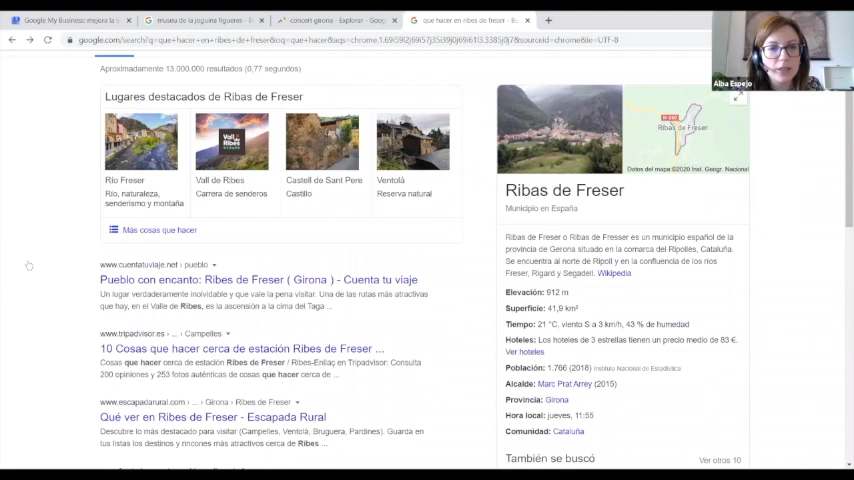 Google My Business: mejora la i
museu de la joguina figueres - B
concert girona - Explorar - Goog
que hacer en ribes de freser - Es
google.com/search?q=que+hacer+en+ribes+de+freser&oq=que+hacer&aqs=chrome.1.69i59l2j69i57j35i39j0j69i61l3.3385j0j7&sourceid=chrome&ie=UTF-8
Alba Espejo
Aproximadamente 13.000.000 resultados (0,77 segundos)
Lugares destacados de Ribas de Freser
Río Freser
Río, naturaleza,
senderismo y montaña
Vall de Ribes
Carrera de senderos
Castell de Sant Pere
Castillo
Ventolà
Reserva natural
Más cosas que hacer
www.cuentatuviaje.net › pueblo
Pueblo con encanto: Ribes de Freser ( Girona ) - Cuenta tu viaje
Un lugar verdaderamente inolvidable y que vale la pena visitar. Una de las rutas más atractivas
que hay, en el Valle de Ribes, es la ascensión a la cima del Taga ...
www.tripadvisor.es › ... › Campelles
10 Cosas que hacer cerca de estación Ribes de Freser ...
Cosas que hacer cerca de estación Ribes de Freser / Ribes-Enllaç en Tripadvisor: Consulta
200 opiniones y 253 fotos auténticas de cosas que hacer cerca de ...
www.escapadarural.com › ... › Girona › Ribes de Freser
Qué ver en Ribes de Freser - Escapada Rural
Descubre lo más destacado para visitar (Campelles, Ventolà, Bruguera, Pardines). Guarda en
tus listas los destinos y rincones más atractivos cerca de Ribes ...
Ribas de Freser
Datos del mapa ©2020 Inst. Geogr. Nacional
Ribas de Freser
Municipio en España
Ribas de Freser o Ribas de Fresser es un municipio español de la
provincia de Gerona situado en la comarca del Ripollés, Cataluña.
Se encuentra al norte de Ripoll y en la confluencia de los ríos
Freser, Rigard y Segadell. Wikipedia
Elevación: 912 m
Superficie: 41,9 km²
Tiempo: 21 °C, viento S a 3 km/h, 43 % de humedad
Hoteles: Los hoteles de 3 estrellas tienen un precio medio de 83 €.
Ver hoteles
Población: 1.766 (2018) Instituto Nacional de Estadística
Alcalde: Marc Prat Arrey (2015)
Provincia: Girona
Hora local: jueves, 11:55
Comunidad: Cataluña
También se buscó
Ver otros 10